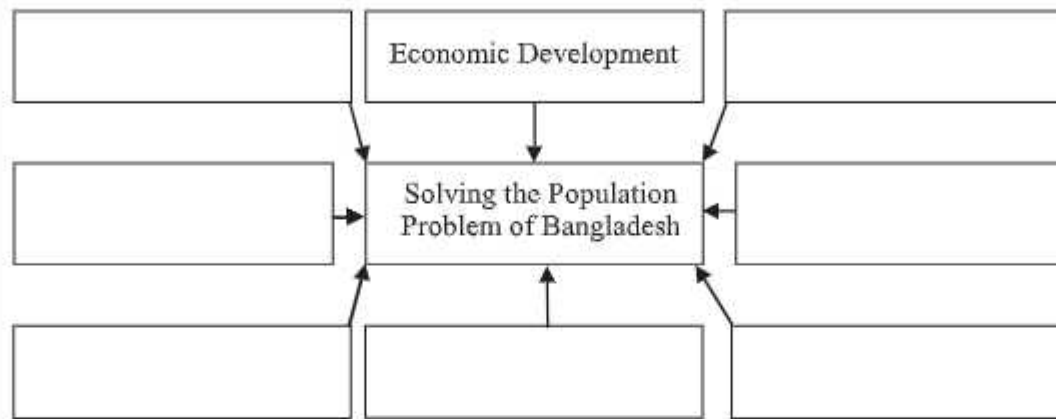 Economic Development
Solving the Population
Problem of Bangladesh